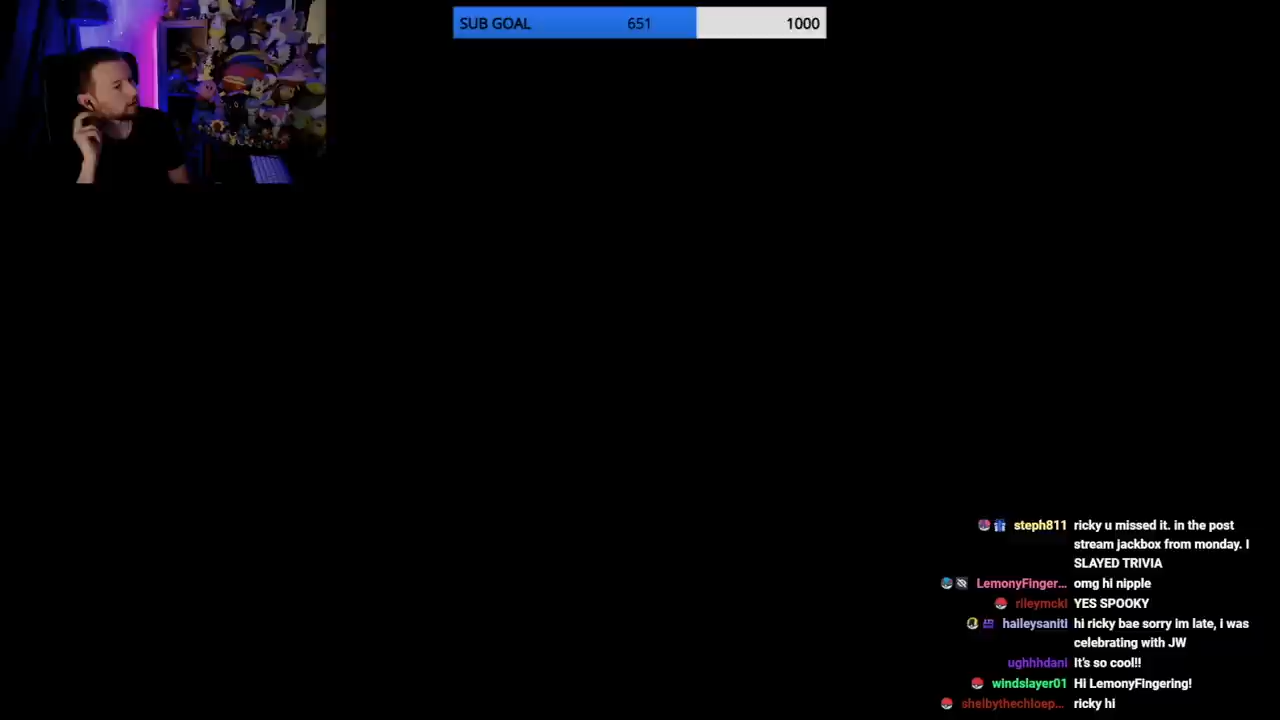 SUB GOAL 651 1000
steph811 ricky u missed it. in the post
stream jackbox from monday. I
SLAYED TRIVIA
LemonyFinger... omg hi nipple
rileymcki YES SPOOKY
haileysaniti hi ricky bae sorry im late, i was
celebrating with JW
ughhhdani It's so cool!!
windslayer01 Hi LemonyFingering!
shelbythechloep... ricky hi